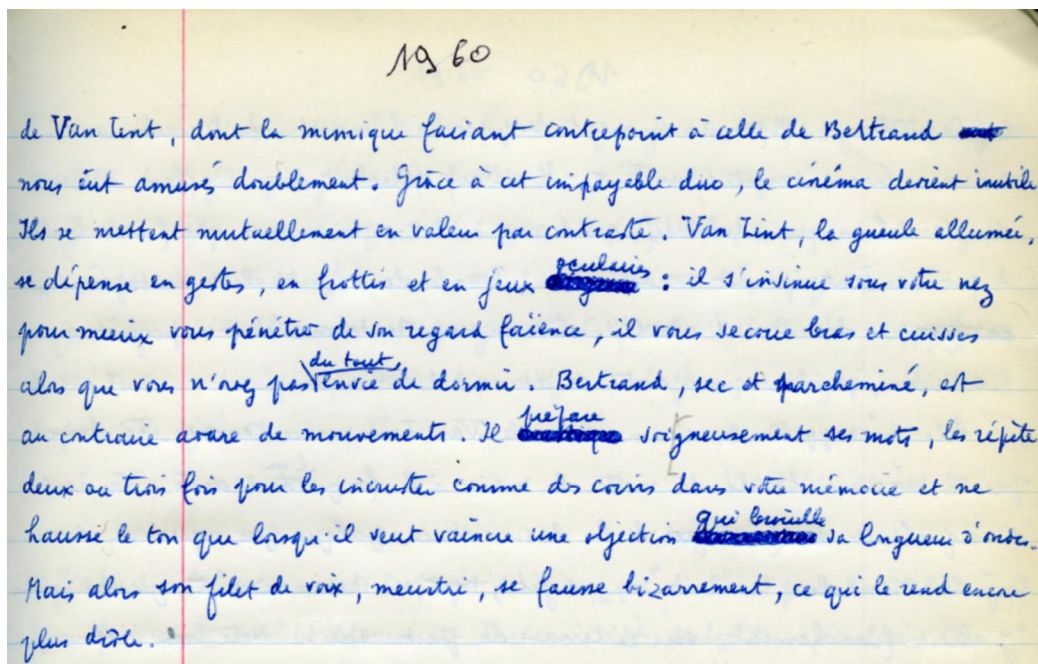 1960
de Van Lint, dont la mimique faisant contrepoint à celle de Bertrand
nous eut amusés doublement. Grâce à cet impayable duo, le cinéma devient inutile
Ils se mettent mutuellement en valeur par contraste. Van Lint, la gueule allumée,
se dépense en gestes, en frottis et en jeux oculaires : il s'insinue sous votre nez
pour mieux vous pénétrer de son regard faïence, il vous secoue bras et cuisses
alors que vous n'avez pas du tout envie de dormir. Bertrand, sec et parcheminé, est
au contraire avare de mouvements. Il prépare soigneusement ses mots, les répète
deux ou trois fois pour les incruster comme des coins dans votre mémoire et ne
hausse le ton que lorsqu'il veut vaincre une objection qui brouille sa longueur d'ondes.
Mais alors son filet de voix, meurtri, se fausse bizarrement, ce qui le rend encore
plus drôle.